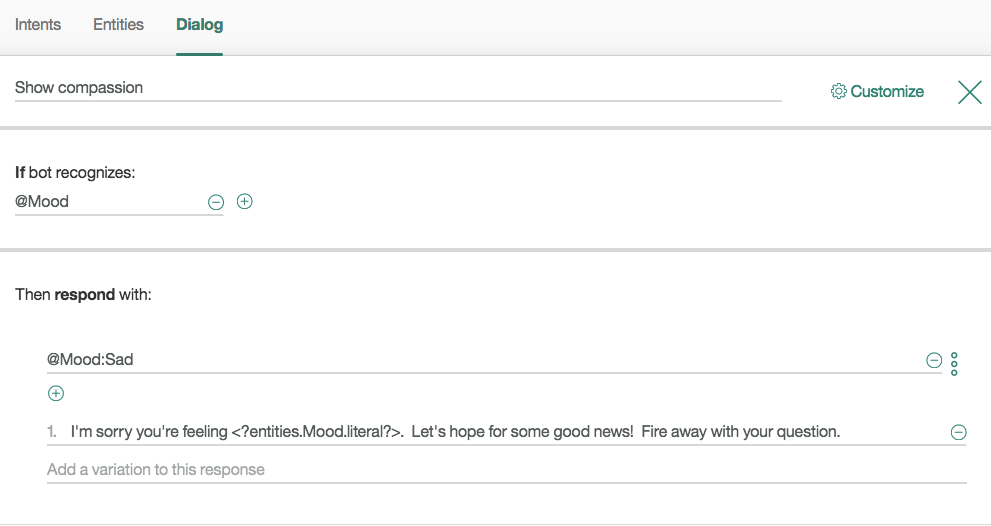 Intents Entities Dialog
Show compassion Customize
If bot recognizes:
@Mood
Then respond with:
@Mood:Sad
1. I'm sorry you're feeling <?entities.Mood.literal?>.  Let's hope for some good news!  Fire away with your question.
Add a variation to this response